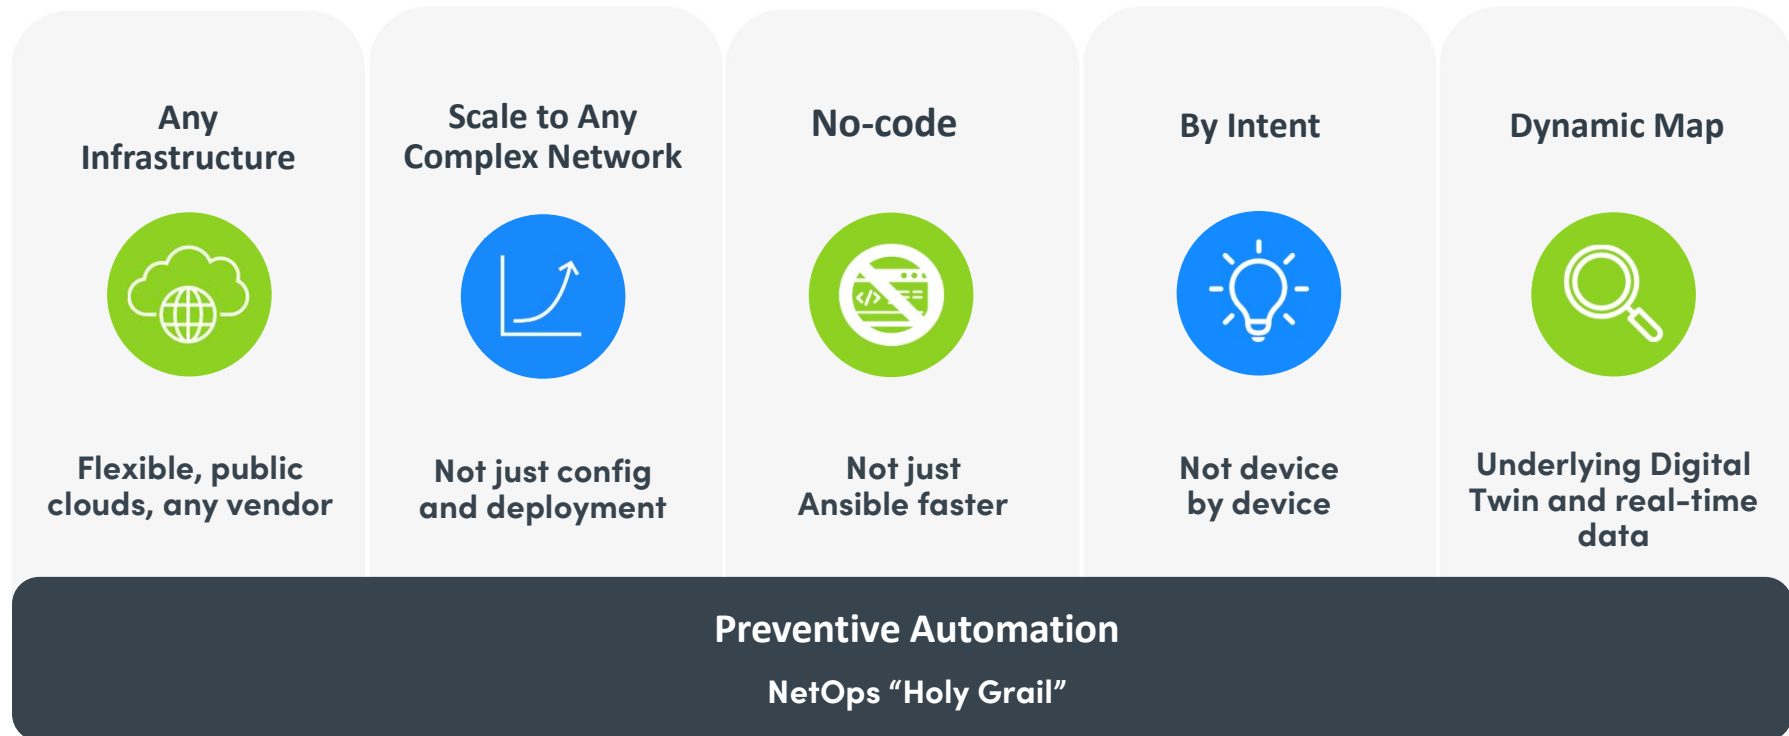 Any
Infrastructure
Flexible, public
clouds, any vendor
Scale to Any
Complex Network
Not just config
and deployment
No-code
</>
Not just
Ansible faster
By Intent
Not device
by device
Dynamic Map
Underlying Digital
Twin and real-time
data
Preventive Automation
NetOps “Holy Grail”